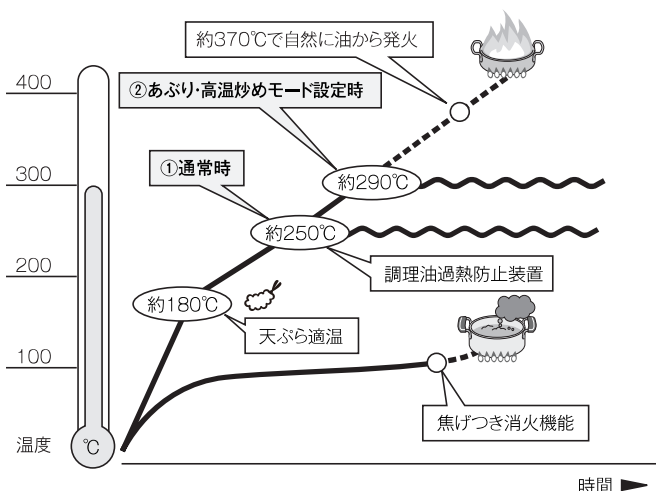 約370℃で自然に油から発火
400
②あぶり・高温炒めモード設定時
300
①通常時
約290℃
約250℃
200
調理油過熱防止装置
約180℃
天ぷら適温
100
焦げつき消火機能
温度
℃
時間